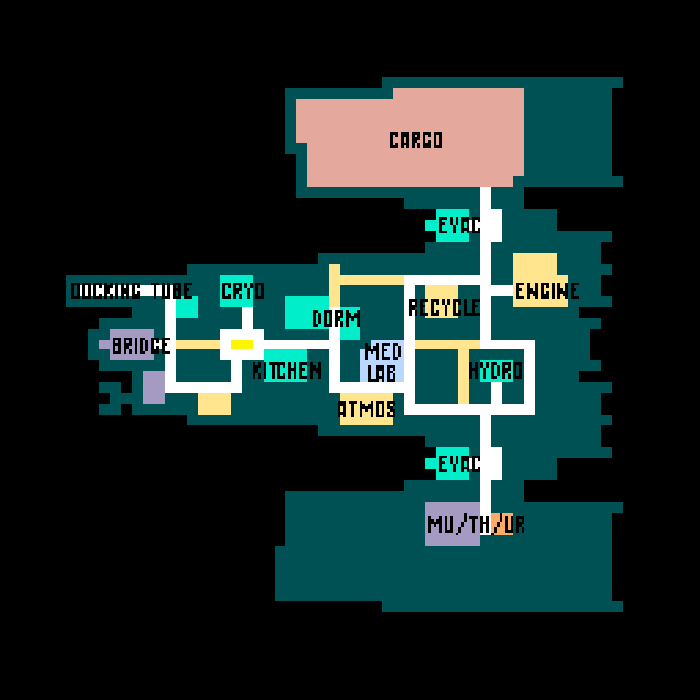 CARGO
EVAC
DOCKING TUBE
CRYO
ENGINE
RECYCLE
DORM
BRIDGE
MED
LAB
KITCHEN
HYDRO
ATMOS
EVAC
MU/TH/UR